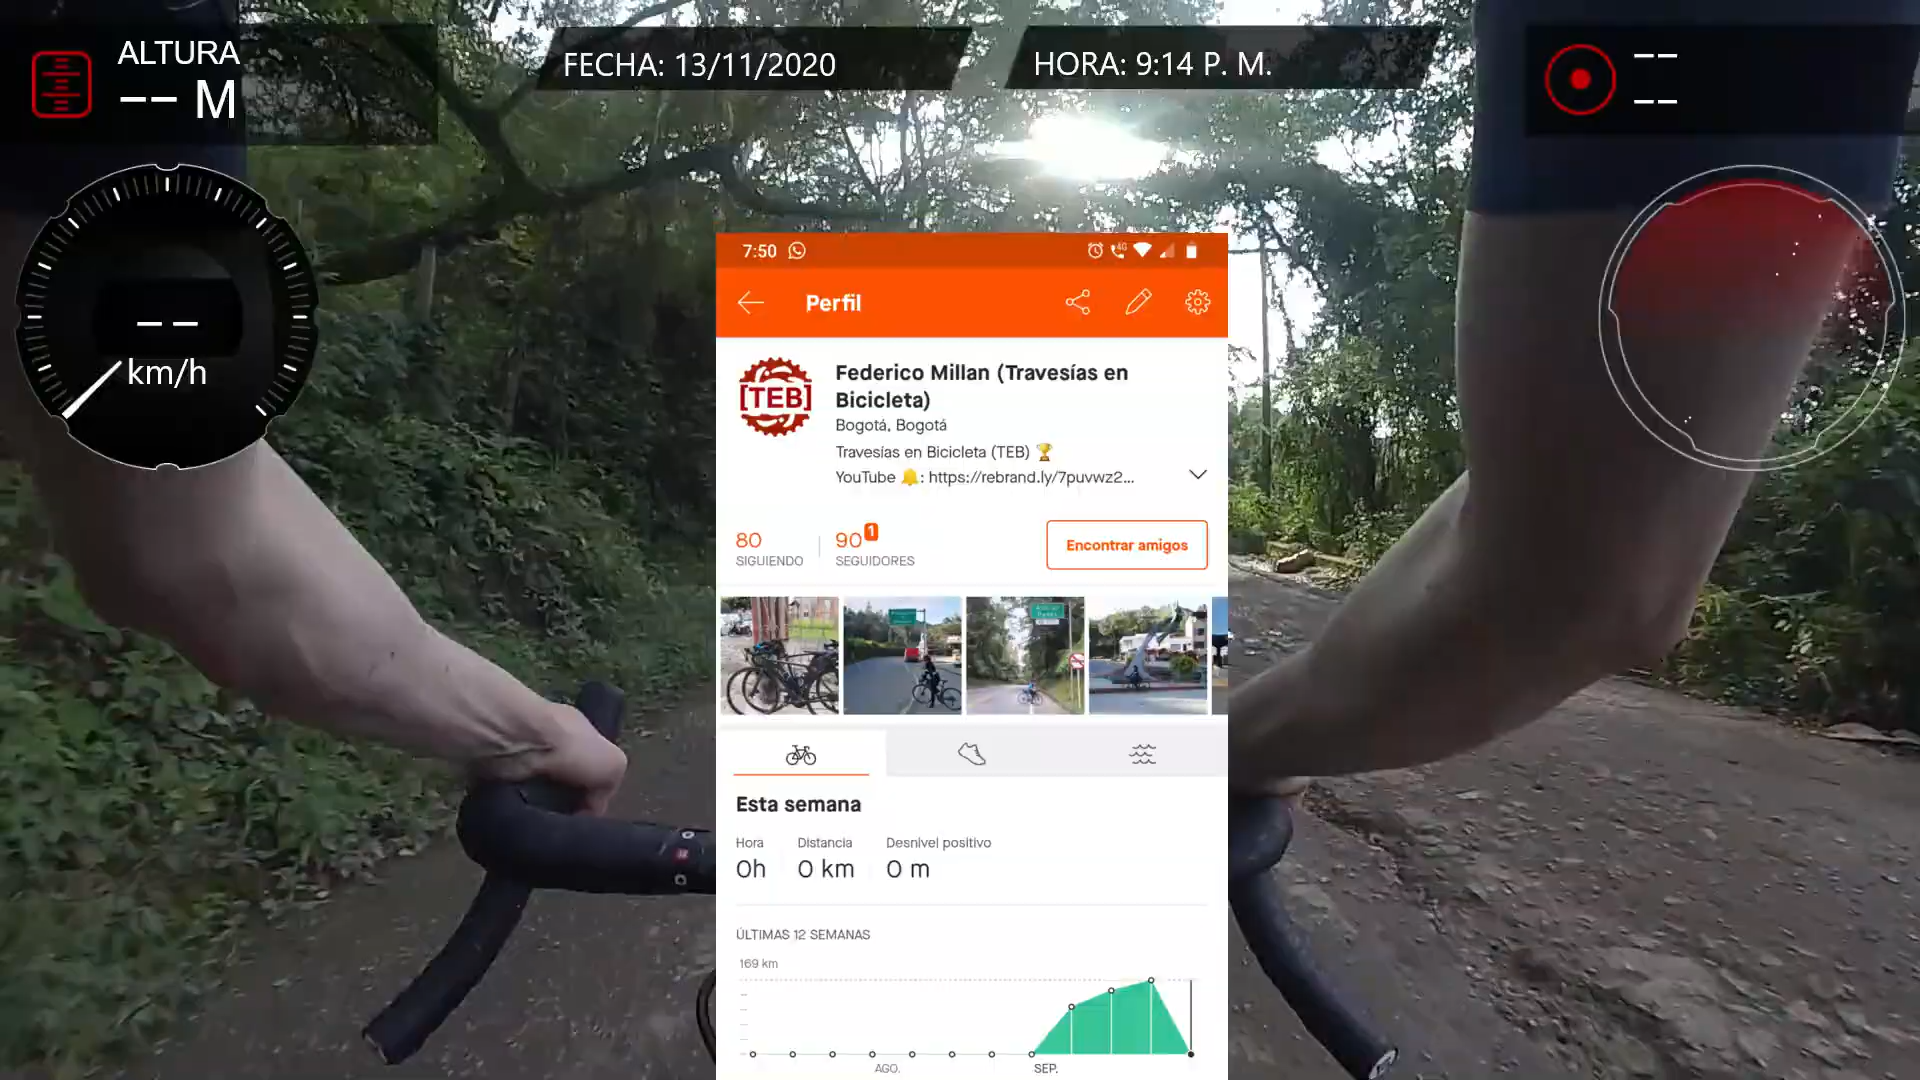 ALTURA
-- M
FECHA: 13/11/2020
HORA: 9:14 P. M.
--
--
-- 
km/h
7:50
4G
Perfil
[TEB]
Federico Millan (Travesías en
Bicicleta)
Bogotá, Bogotá
Travesías en Bicicleta (TEB) 🏆
YouTube 🔔: https://rebrand.ly/7puvwz2...
80
SIGUIENDO
90
1
SEGUIDORES
Encontrar amigos
Esta semana
Hora
0h
Distancia
0 km
Desnivel positivo
0 m
ÚLTIMAS 12 SEMANAS
169 km
AGO.
SEP.